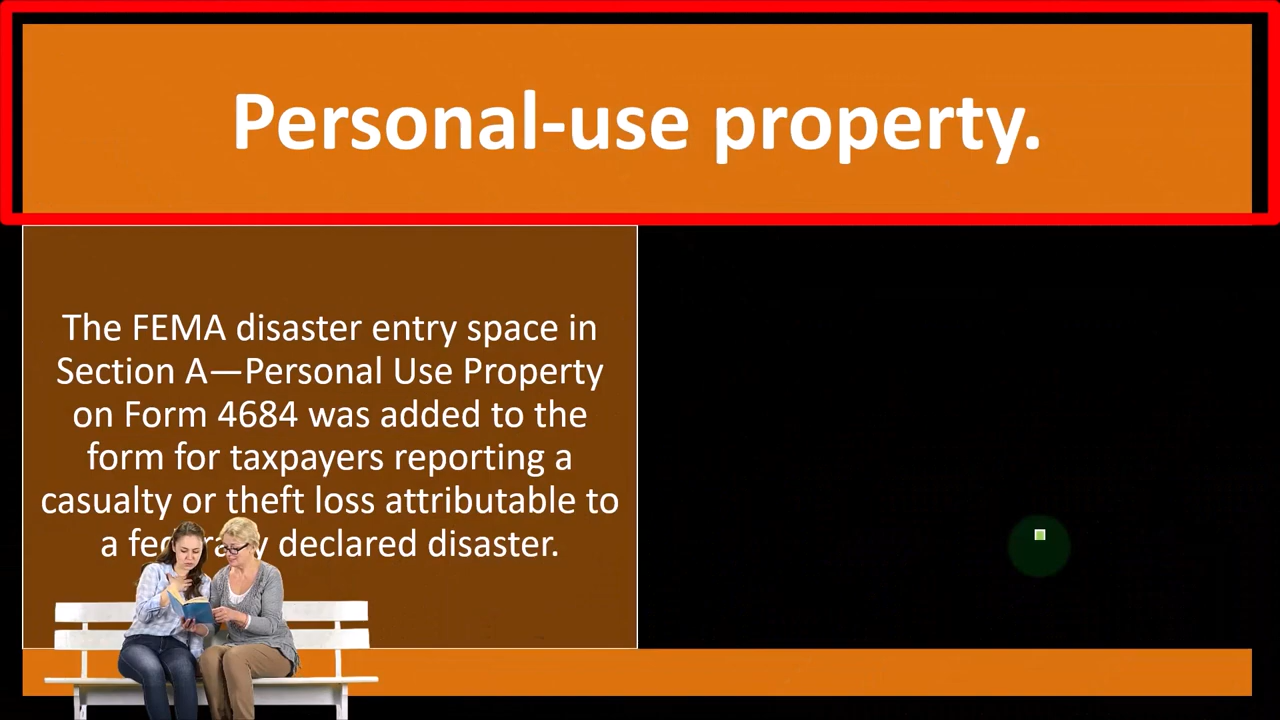 Personal-use property.
The FEMA disaster entry space in
Section A—Personal Use Property
on Form 4684 was added to the
form for taxpayers reporting a
casualty or theft loss attributable to
a declared disaster.